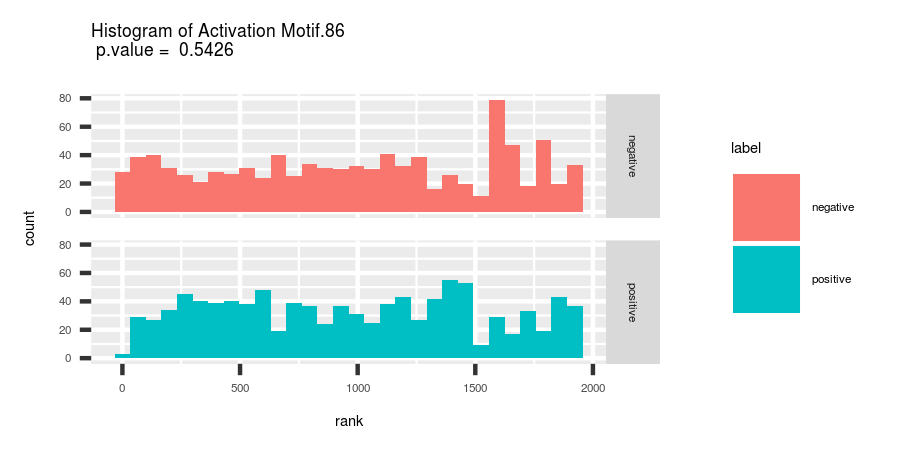 Histogram of Activation Motif.86
p.value =  0.5426
count
80
60
40
20
0
negative
80
60
40
20
0
positive
0 500 1000 1500 2000
rank
label
negative
positive